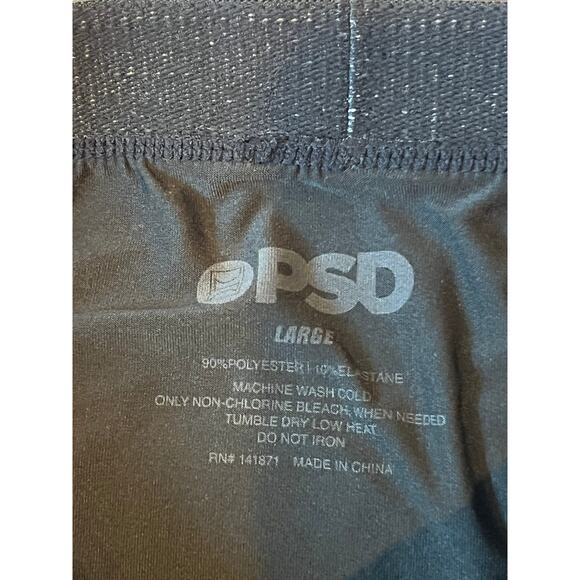 PSD
LARGE
90% POLYESTER | 10% ELASTANE
MACHINE WASH COLD
ONLY NON-CHLORINE BLEACH, WHEN NEEDED
TUMBLE DRY LOW HEAT
DO NOT IRON
RN# 141871 MADE IN CHINA